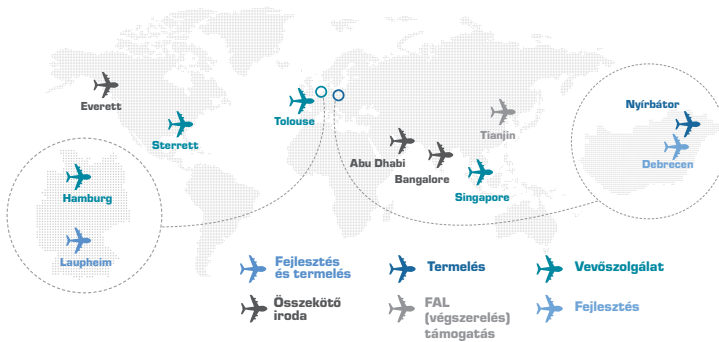 Everett
Sterrett
Tolouse
Tianjin
Abu Dhabi
Bangalore
Singapore
Nyírbátor
Debrecen
Hamburg
Laupheim
Fejlesztés
és termelés
Termelés
Vevőszolgálat
Összekötő
iroda
FAL
(végszerelés)
támogatás
Fejlesztés